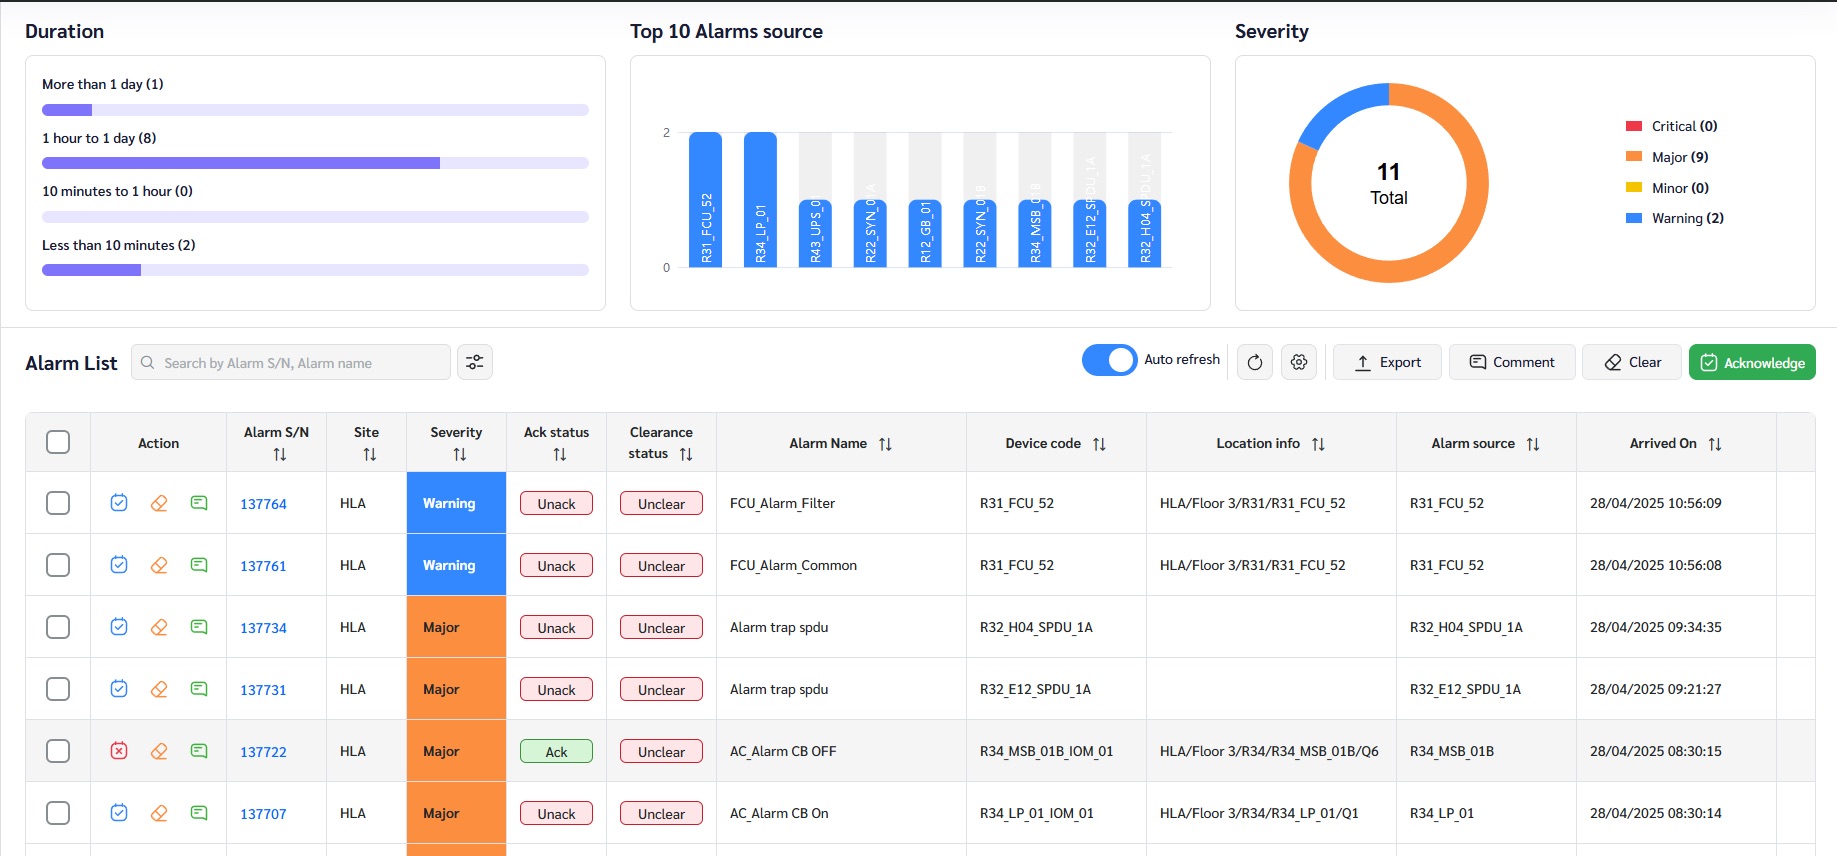 Duration
More than 1 day (1)
1 hour to 1 day (8)
10 minutes to 1 hour (0)
Less than 10 minutes (2)
Top 10 Alarms source
2
0
R31_FCU_52
R34_LP_01
R43_UPS_0
R22_SYN_01A
R12_GB_01
R22_SYN_01B
R34_MSB_01B
R32_E12_SPDU_1A
R32_H04_SPDU_1A
Severity
11
Total
Critical (0)
Major (9)
Minor (0)
Warning (2)
Alarm List
Search by Alarm S/N, Alarm name
Auto refresh
Export
Comment
Clear
Acknowledge
Action Alarm S/N Site Severity Ack status Clearance status Alarm Name Device code Location info Alarm source Arrived On
137764 HLA Warning Unack Unclear FCU_Alarm_Filter R31_FCU_52 HLA/Floor 3/R31/R31_FCU_52 R31_FCU_52 28/04/2025 10:56:09
137761 HLA Warning Unack Unclear FCU_Alarm_Common R31_FCU_52 HLA/Floor 3/R31/R31_FCU_52 R31_FCU_52 28/04/2025 10:56:08
137734 HLA Major Unack Unclear Alarm trap spdu R32_H04_SPDU_1A R32_H04_SPDU_1A 28/04/2025 09:34:35
137731 HLA Major Unack Unclear Alarm trap spdu R32_E12_SPDU_1A R32_E12_SPDU_1A 28/04/2025 09:21:27
137722 HLA Major Ack Unclear AC_Alarm CB OFF R34_MSB_01B_IOM_01 HLA/Floor 3/R34/R34_MSB_01B/Q6 R34_MSB_01B 28/04/2025 08:30:15
137707 HLA Major Unack Unclear AC_Alarm CB On R34_LP_01_IOM_01 HLA/Floor 3/R34/R34_LP_01/Q1 R34_LP_01 28/04/2025 08:30:14